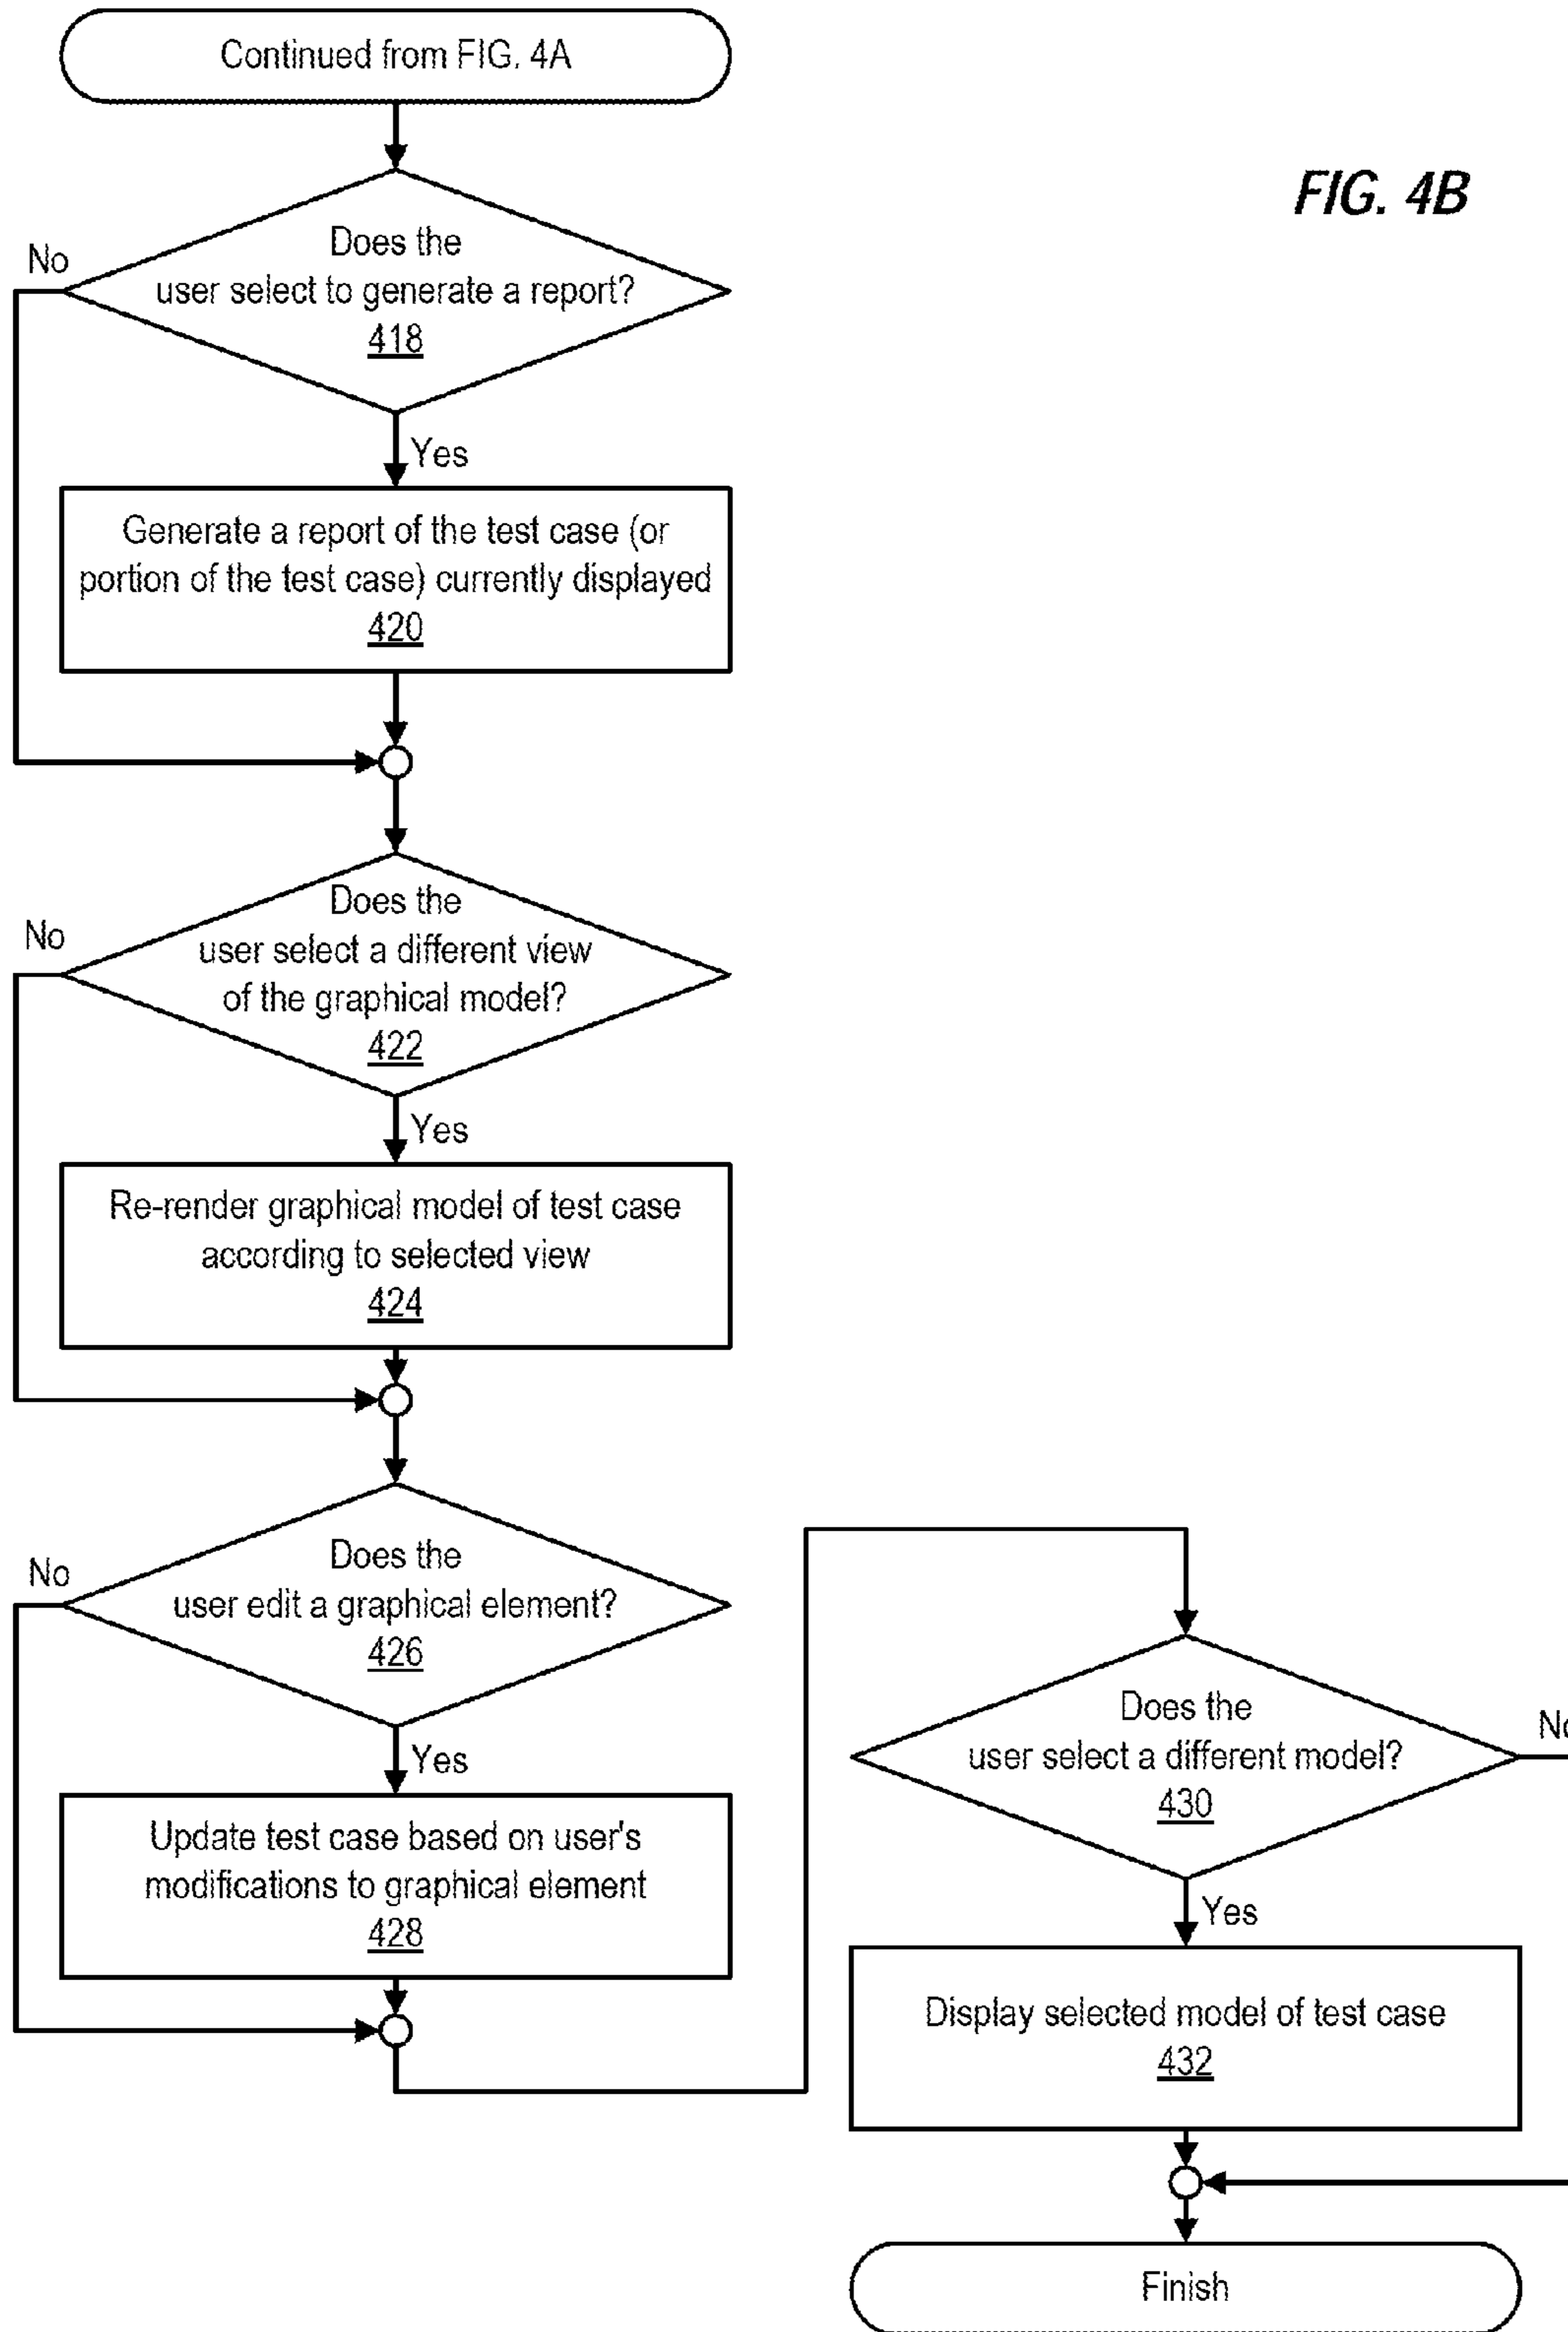 Continued from FIG. 4A
FIG. 4B
Does the
user select to generate a report?
418
No
Yes
Generate a report of the test case (or
portion of the test case) currently displayed
420
Does the
user select a different view
of the graphical model?
422
No
Yes
Re-render graphical model of test case
according to selected view
424
Does the
user edit a graphical element?
426
No
Yes
Update test case based on user's
modifications to graphical element
428
Does the
user select a different model?
430
No
Yes
Display selected model of test case
432
Finish